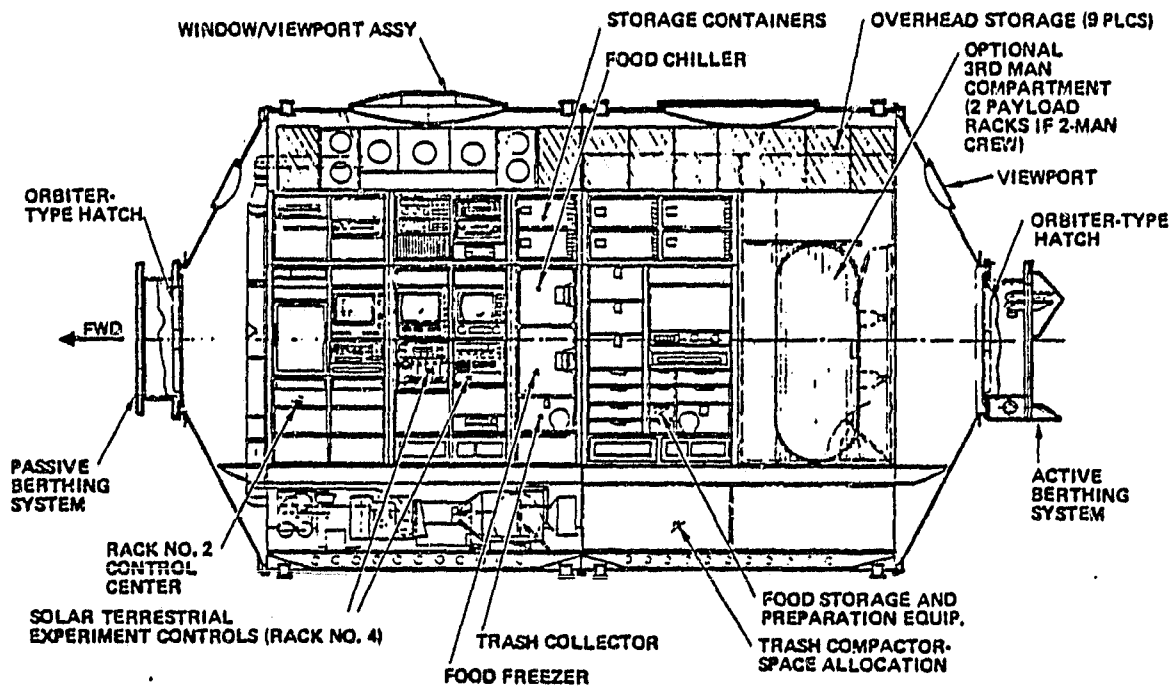 STORAGE CONTAINERS
OVERHEAD STORAGE (9 PLCS)
WINDOW/VIEWPORT ASSY
FOOD CHILLER
OPTIONAL
3RD MAN
COMPARTMENT
(2 PAYLOAD
RACKS IF 2-MAN
CREW)
VIEWPORT
ORBITER-
TYPE HATCH
ORBITER-TYPE
HATCH
FWD
PASSIVE
BERTHING
SYSTEM
ACTIVE
BERTHING
SYSTEM
RACK NO. 2
CONTROL
CENTER
SOLAR TERRESTRIAL
EXPERIMENT CONTROLS (RACK NO. 4)
TRASH COLLECTOR
FOOD FREEZER
FOOD STORAGE AND
PREPARATION EQUIP.
TRASH COMPACTOR-
SPACE ALLOCATION